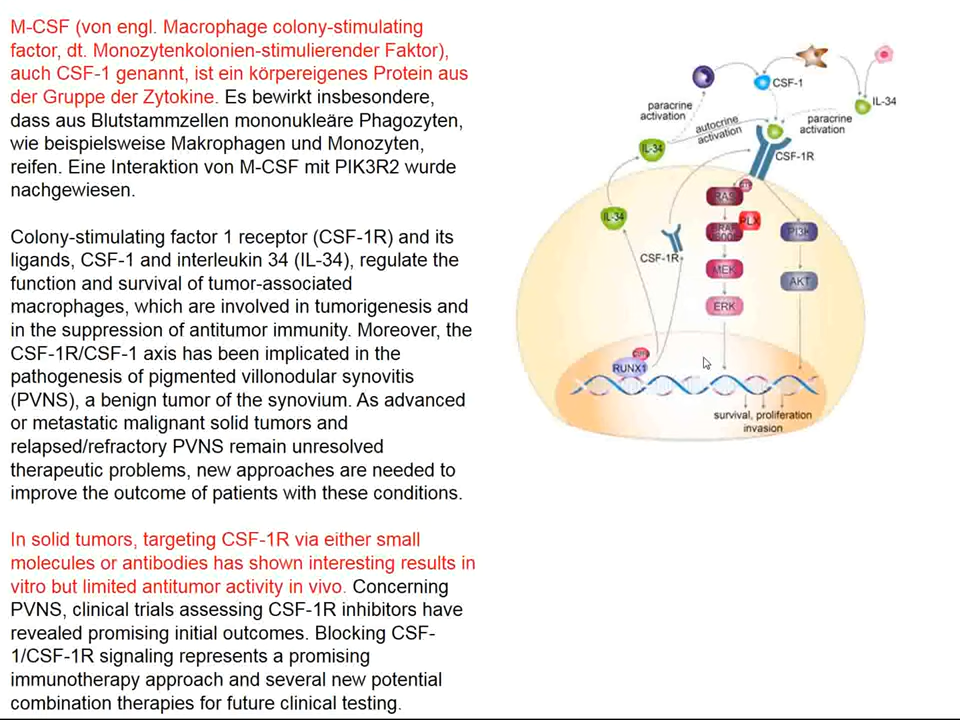 M-CSF (von engl. Macrophage colony-stimulating
factor, dt. Monozytenkolonien-stimulierender Faktor),
auch CSF-1 genannt, ist ein körpereigenes Protein aus
der Gruppe der Zytokine. Es bewirkt insbesondere,
dass aus Blutstammzellen mononukleäre Phagozyten,
wie beispielsweise Makrophagen und Monozyten,
reifen. Eine Interaktion von M-CSF mit PIK3R2 wurde
nachgewiesen.
Colony-stimulating factor 1 receptor (CSF-1R) and its
ligands, CSF-1 and interleukin 34 (IL-34), regulate the
function and survival of tumor-associated
macrophages, which are involved in tumorigenesis and
in the suppression of antitumor immunity. Moreover, the
CSF-1R/CSF-1 axis has been implicated in the
pathogenesis of pigmented villonodular synovitis
(PVNS), a benign tumor of the synovium. As advanced
or metastatic malignant solid tumors and
relapsed/refractory PVNS remain unresolved
therapeutic problems, new approaches are needed to
improve the outcome of patients with these conditions.
In solid tumors, targeting CSF-1R via either small
molecules or antibodies has shown interesting results in
vitro but limited antitumor activity in vivo. Concerning
PVNS, clinical trials assessing CSF-1R inhibitors have
revealed promising initial outcomes. Blocking CSF-
1/CSF-1R signaling represents a promising
immunotherapy approach and several new potential
combination therapies for future clinical testing.
CSF-1
IL-34
paracrine
activation
autocrine
activation
paracrine
activation
IL-34
CSF-1R
RAS
IL-34
PLX
PI3K
CSF-1R
MEK
AKT
ERK
RUNX1
survival, proliferation
invasion